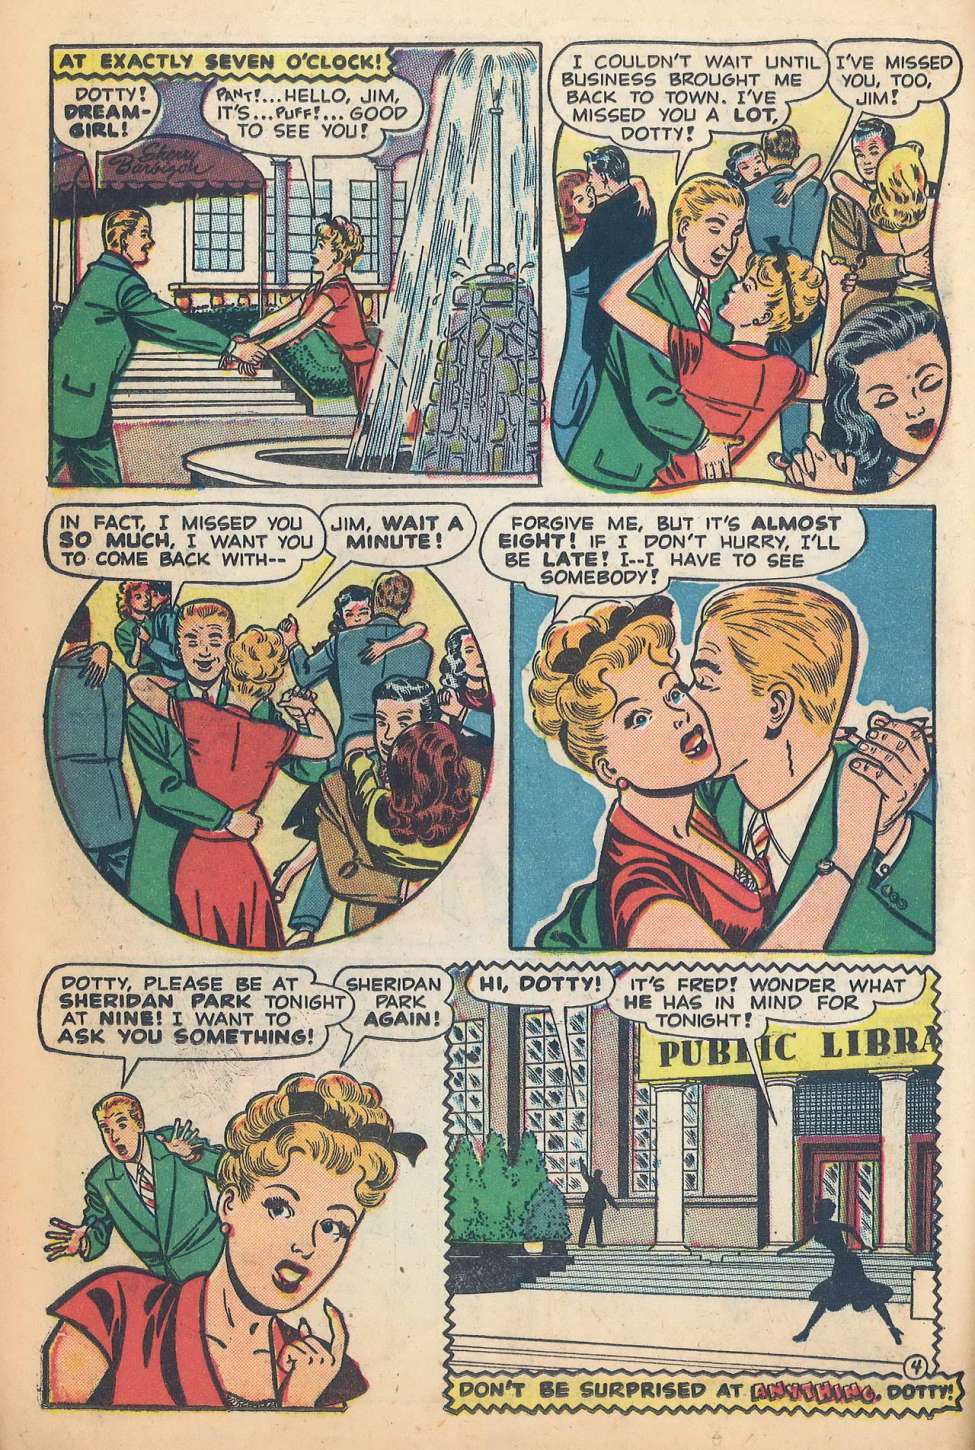 AT EXACTLY SEVEN O'CLOCK!
DOTTY!
DREAM-
GIRL!
PANT!...HELLO, JIM,
IT'S...PUFF!...GOOD
TO SEE YOU!
Barbizon
I COULDN'T WAIT UNTIL
BUSINESS BROUGHT ME
BACK TO TOWN. I'VE
MISSED YOU A LOT,
DOTTY!
I'VE MISSED
YOU, TOO,
JIM!
IN FACT, I MISSED YOU
SO MUCH, I WANT YOU
TO COME BACK WITH--
JIM, WAIT A
MINUTE!
FORGIVE ME, BUT IT'S ALMOST
EIGHT! IF I DON'T HURRY, I'LL
BE LATE! I--I HAVE TO SEE
SOMEBODY!
DOTTY, PLEASE BE AT
SHERIDAN PARK TONIGHT
AT NINE! I WANT TO
ASK YOU SOMETHING!
SHERIDAN
PARK
AGAIN!
HI, DOTTY!
IT'S FRED! WONDER WHAT
HE HAS IN MIND FOR
TONIGHT!
PUBLIC LIBRA
4
DON'T BE SURPRISED AT ANYTHING, DOTTY!